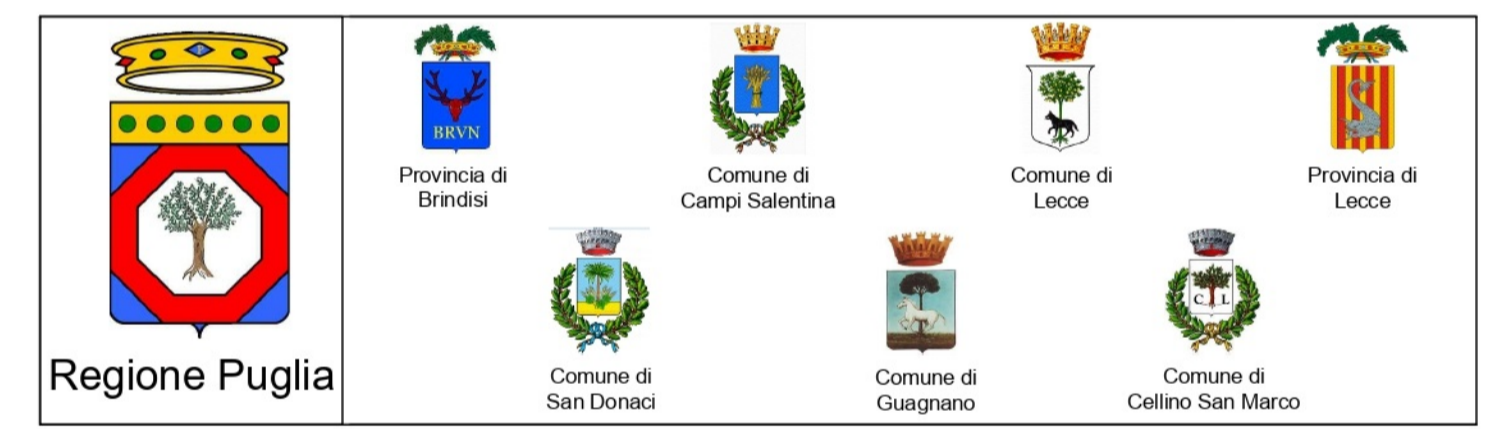 Regione Puglia
BRVN
Provincia di
Brindisi
Comune di
Campi Salentina
Comune di
Lecce
Provincia di
Lecce
Comune di
San Donaci
Comune di
Guagnano
C L
Comune di
Cellino San Marco